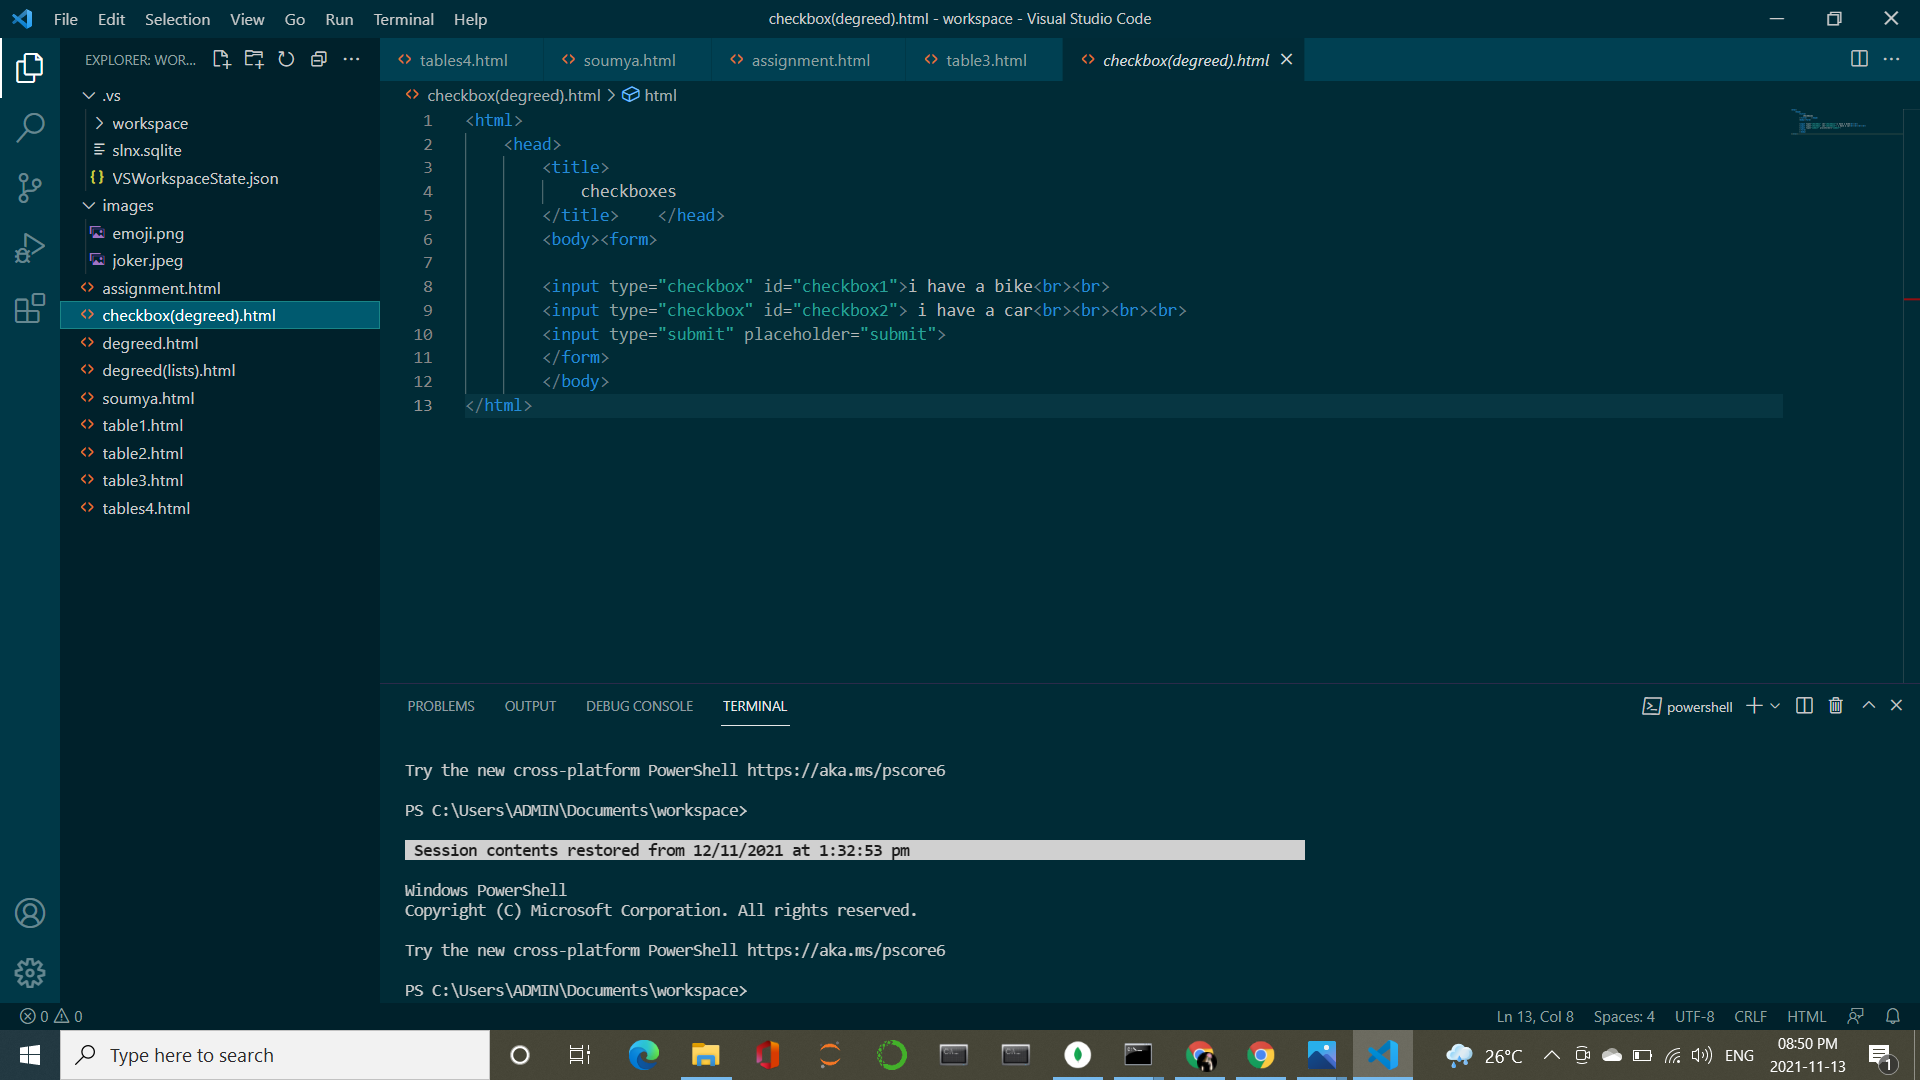 File Edit Selection View Go Run Terminal Help
checkbox(degreed).html - workspace - Visual Studio Code
EXPLORER: WOR...
.vs
workspace
slnx.sqlite
VSWorkspaceState.json
images
emoji.png
joker.jpeg
assignment.html
checkbox(degreed).html
degreed.html
degreed(lists).html
soumya.html
table1.html
table2.html
table3.html
tables4.html
tables4.html soumya.html assignment.html table3.html checkbox(degreed).html
checkbox(degreed).html > html
1 <html>
2 <head>
3 <title>
4 checkboxes
5 </title> </head>
6 <body><form>
7
8 <input type="checkbox" id="checkbox1">i have a bike<br><br>
9 <input type="checkbox" id="checkbox2"> i have a car<br><br><br><br>
10 <input type="submit" placeholder="submit">
11 </form>
12 </body>
13 </html>
PROBLEMS OUTPUT DEBUG CONSOLE TERMINAL
powershell
Try the new cross-platform PowerShell https://aka.ms/pscore6
PS C:\Users\ADMIN\Documents\workspace>
Session contents restored from 12/11/2021 at 1:32:53 pm
Windows PowerShell
Copyright (C) Microsoft Corporation. All rights reserved.
Try the new cross-platform PowerShell https://aka.ms/pscore6
PS C:\Users\ADMIN\Documents\workspace>
0 0
Ln 13, Col 8 Spaces: 4 UTF-8 CRLF HTML
Type here to search
26°C
ENG
08:50 PM
2021-11-13
1